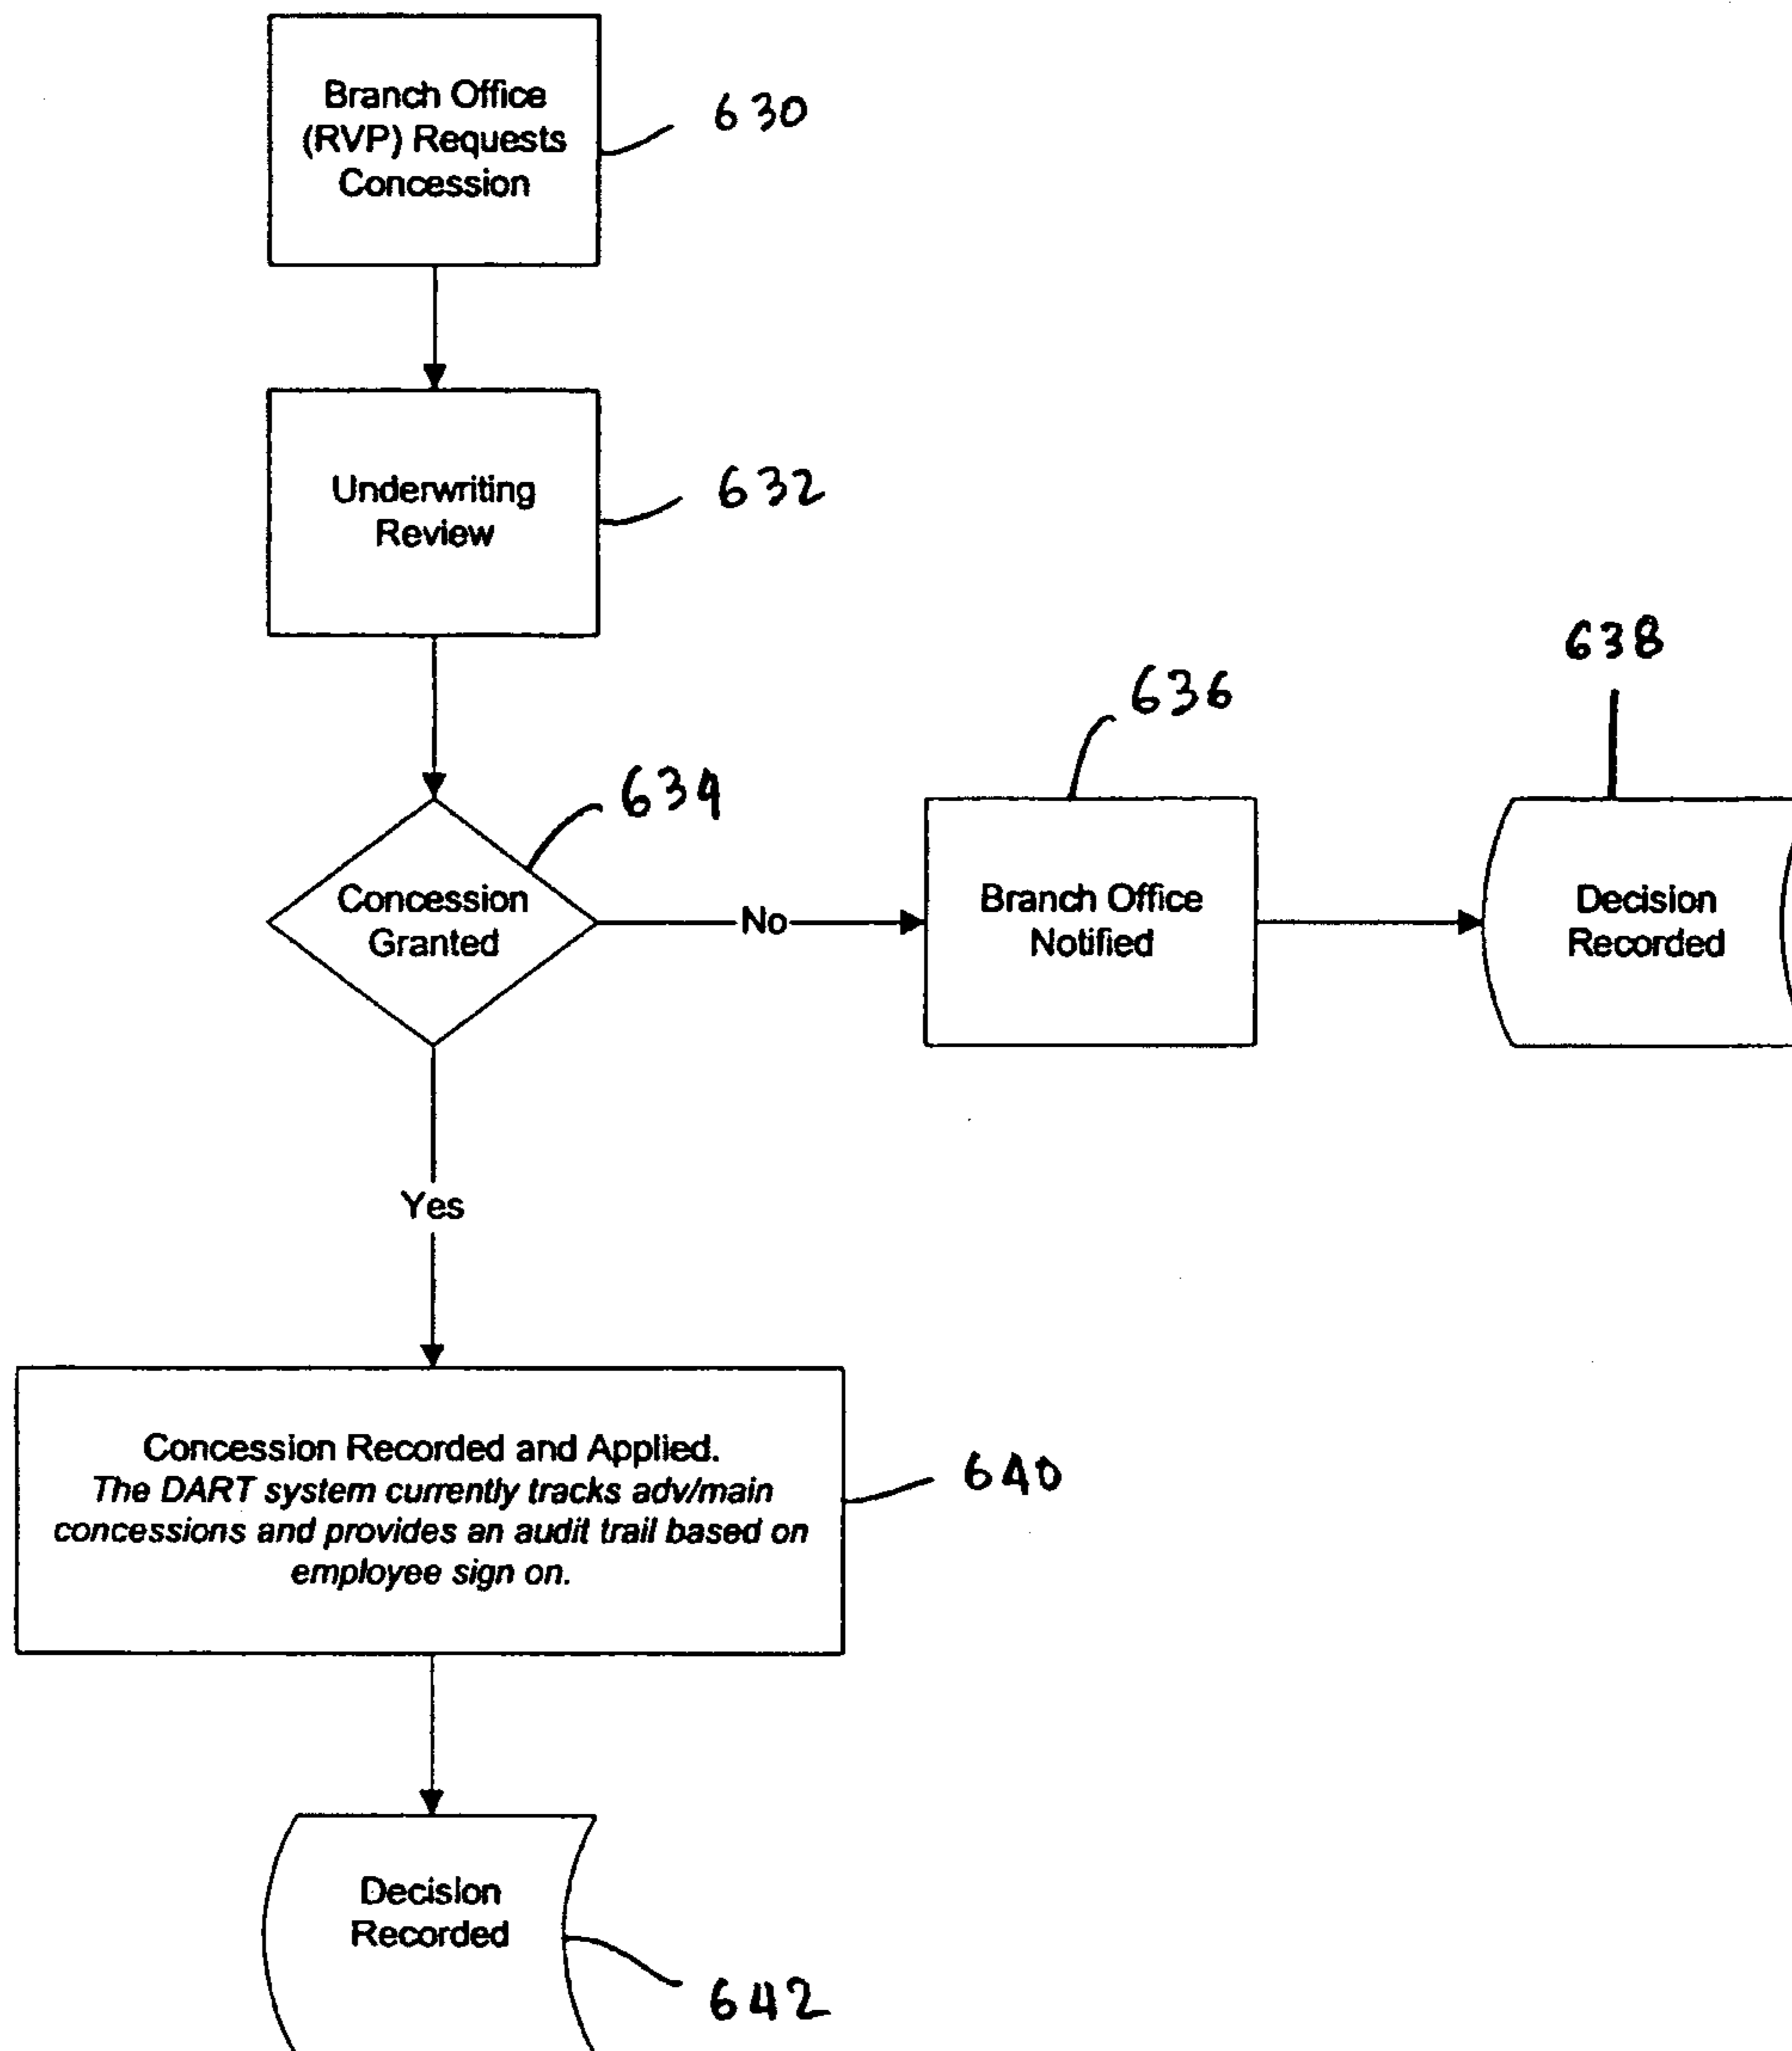 Branch Office
(RVP) Requests
Concession
630
Underwriting
Review
632
634
Concession
Granted
No
636
Branch Office
Notified
638
Decision
Recorded
Yes
Concession Recorded and Applied.
The DART system currently tracks adv/main
concessions and provides an audit trail based on
employee sign on.
640
Decision
Recorded
642